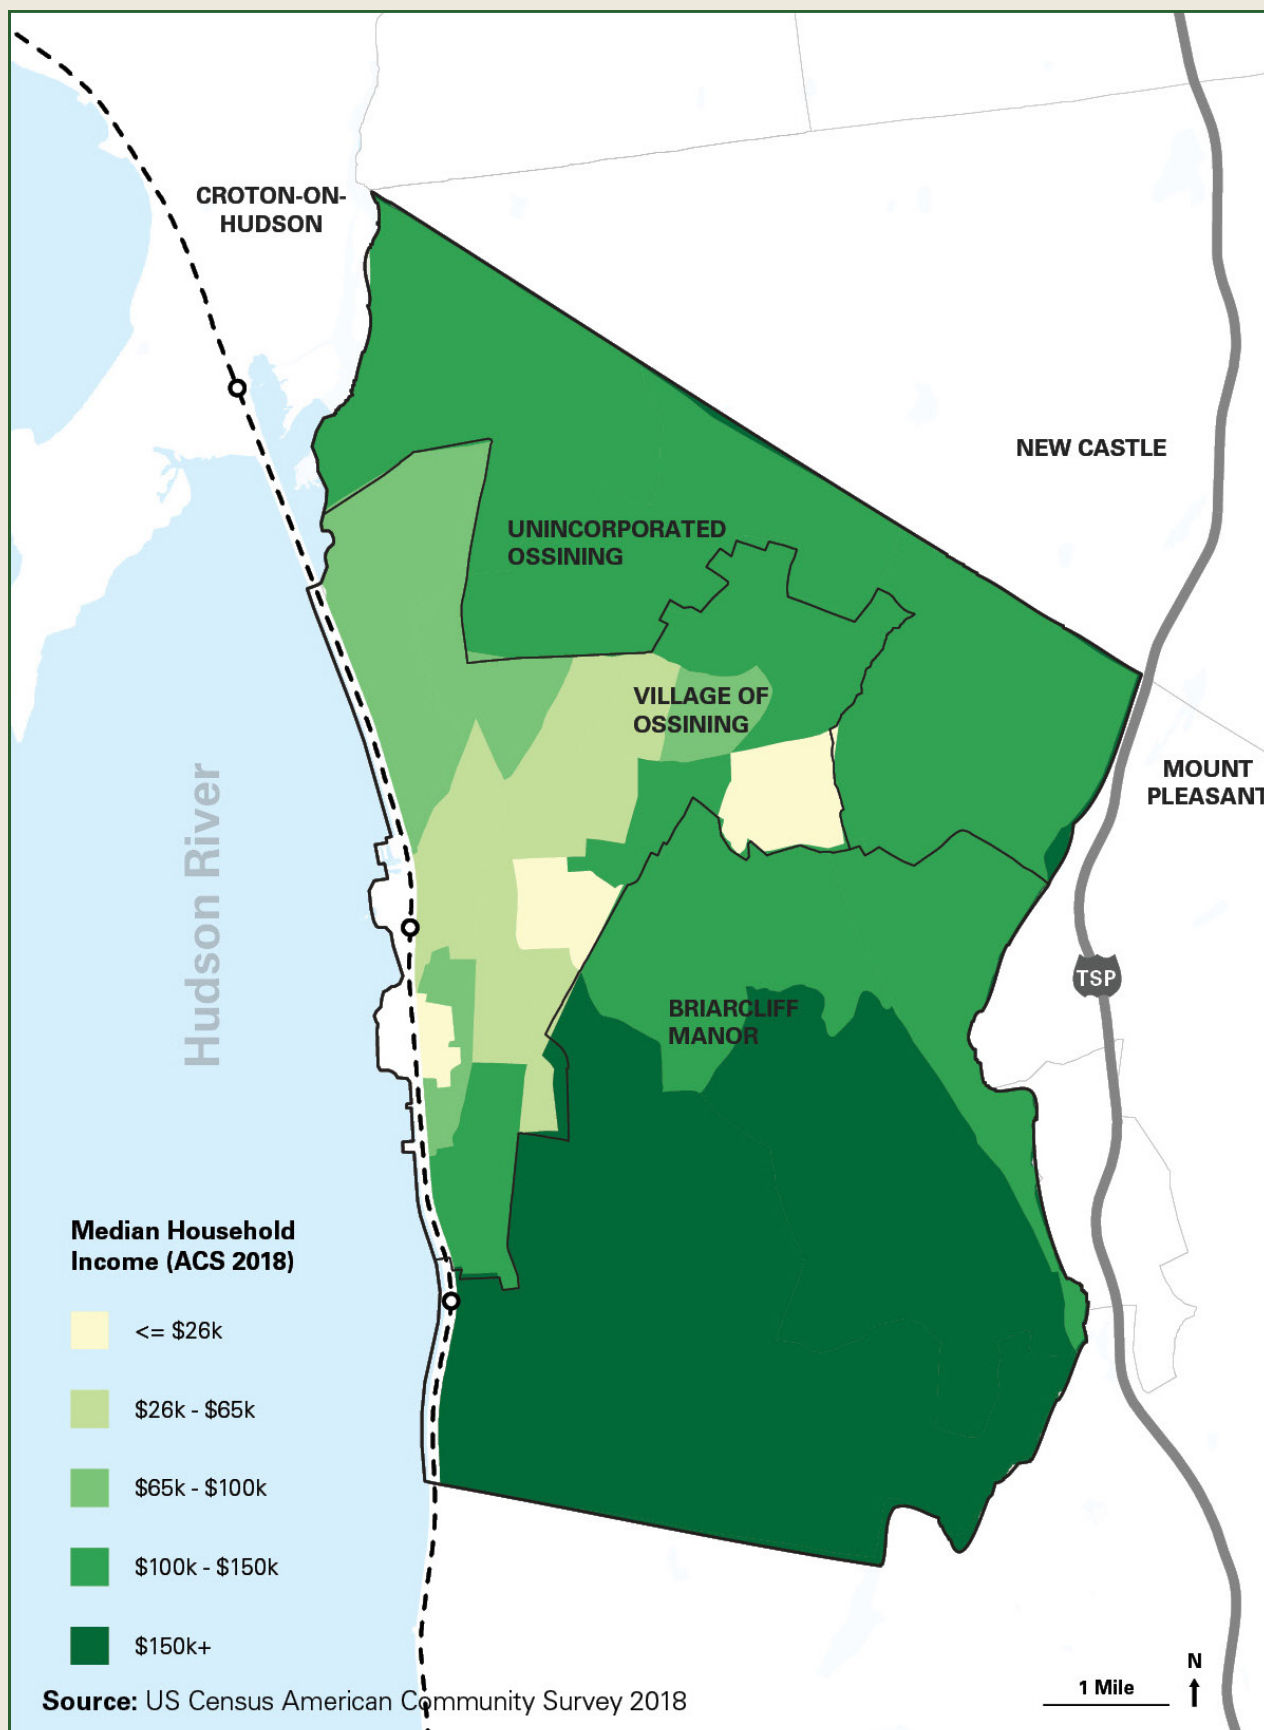 CROTON-ON-
HUDSON
NEW CASTLE
UNINCORPORATED
OSSINING
VILLAGE OF
OSSINING
MOUNT
PLEASANT
Hudson River
TSP
BRIARCLIFF
MANOR
Median Household
Income (ACS 2018)
<= $26k
$26k - $65k
$65k - $100k
$100k - $150k
$150k+
N
1 Mile
Source: US Census American Community Survey 2018